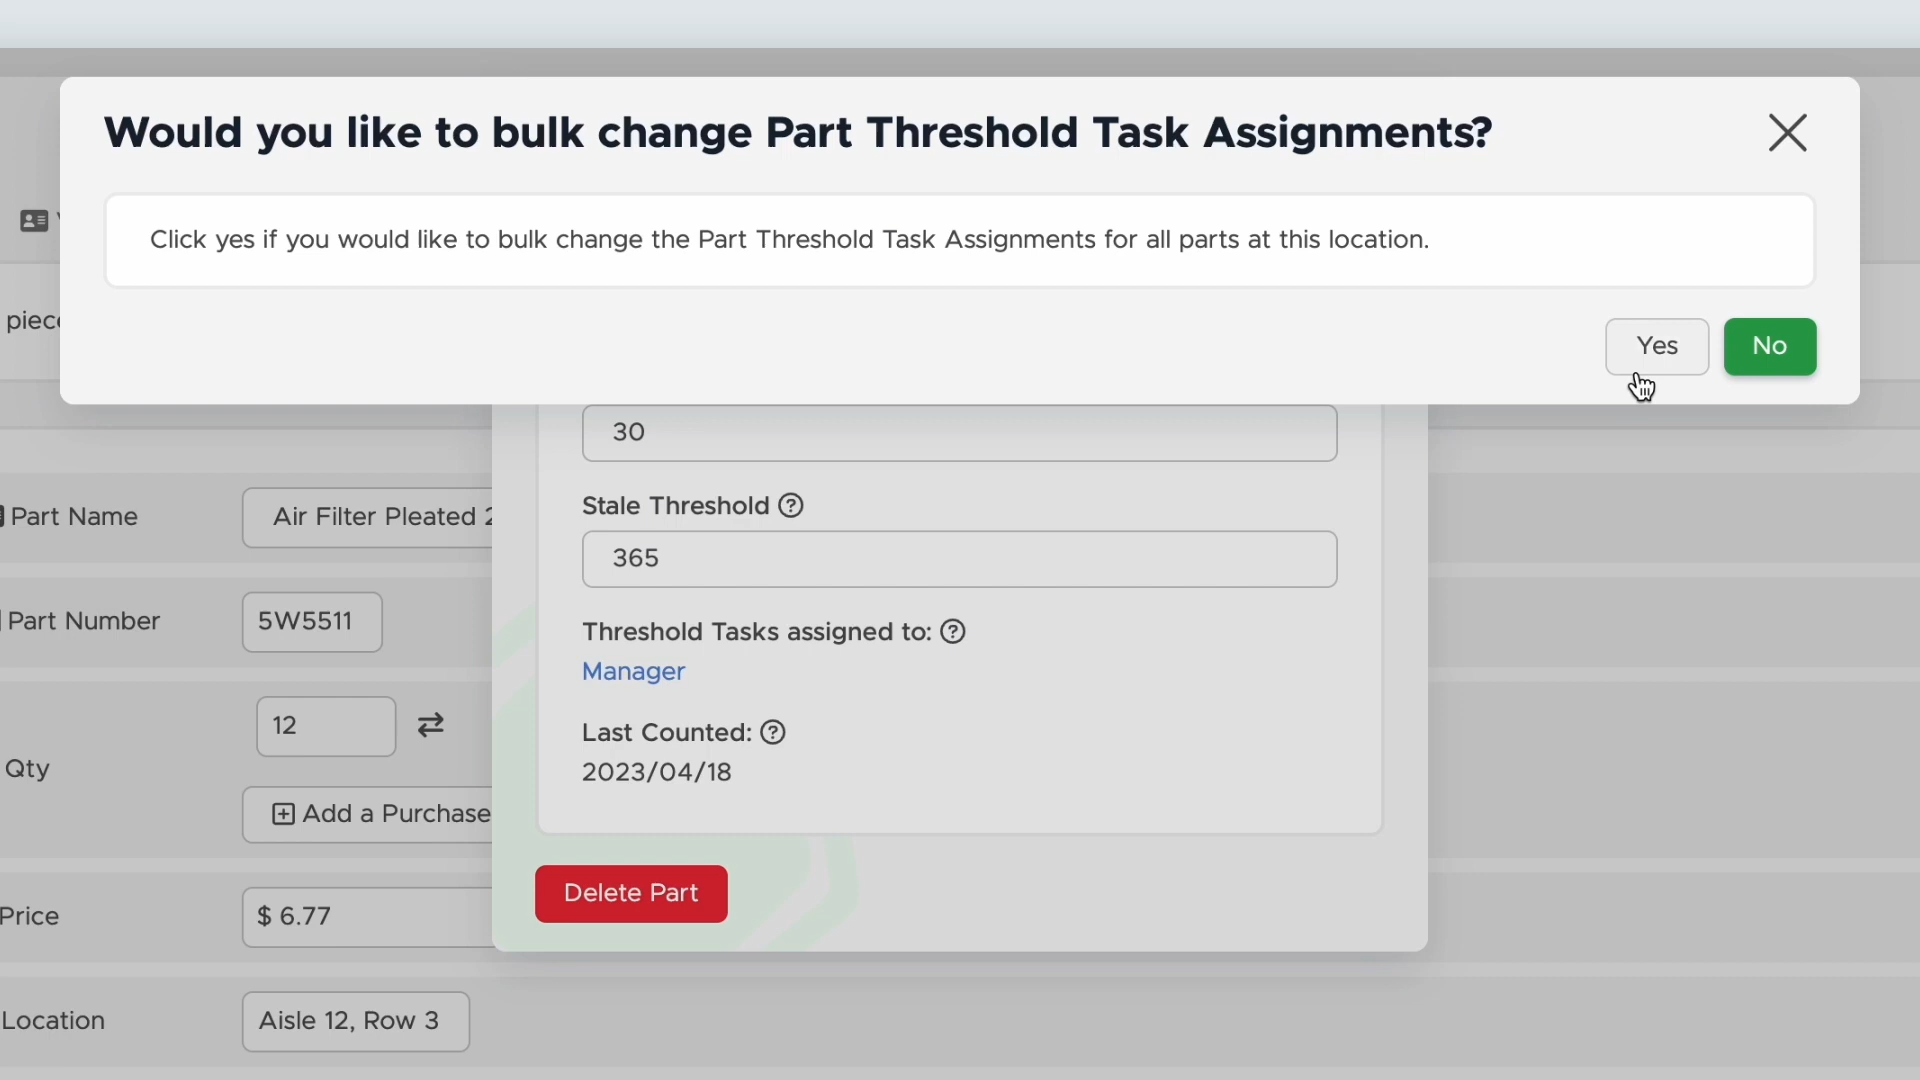 Would you like to bulk change Part Threshold Task Assignments?
Click yes if you would like to bulk change the Part Threshold Task Assignments for all parts at this location.
Yes
No
30
Stale Threshold
365
Threshold Tasks assigned to:
Manager
Last Counted:
2023/04/18
Delete Part
Part Name
Air Filter Pleated
Part Number
5W5511
Qty
12
Add a Purchase
Price
$ 6.77
Location
Aisle 12, Row 3